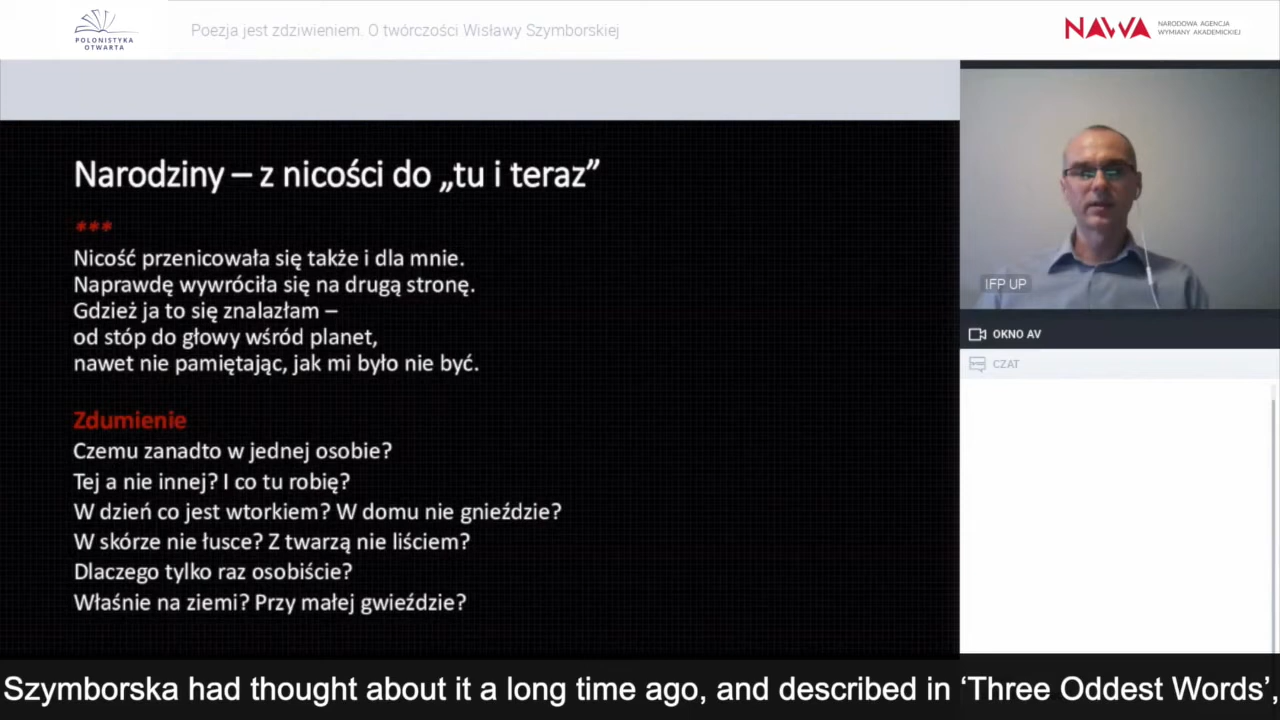 POLONISTYKA
OTWARTA
Poezja jest zdziwieniem. O twórczości Wisławy Szymborskiej
NAWA
NARODOWA AGENCJA
WYMIANY AKADEMICKIEJ
Narodziny – z nicości do „tu i teraz”
***
Nicość przenicowała się także i dla mnie.
Naprawdę wywróciła się na drugą stronę.
Gdzież ja to się znalazłam –
od stóp do głowy wśród planet,
nawet nie pamiętając, jak mi było nie być.
Zdumienie
Czemu zanadto w jednej osobie?
Tej a nie innej? I co tu robię?
W dzień co jest wtorkiem? W domu nie gnieździe?
W skórze nie łusce? Z twarzą nie liściem?
Dlaczego tylko raz osobiście?
Właśnie na ziemi? Przy małej gwieździe?
IFP UP
OKNO AV
CZAT
Szymborska had thought about it a long time ago, and described in ‘Three Oddest Words’,